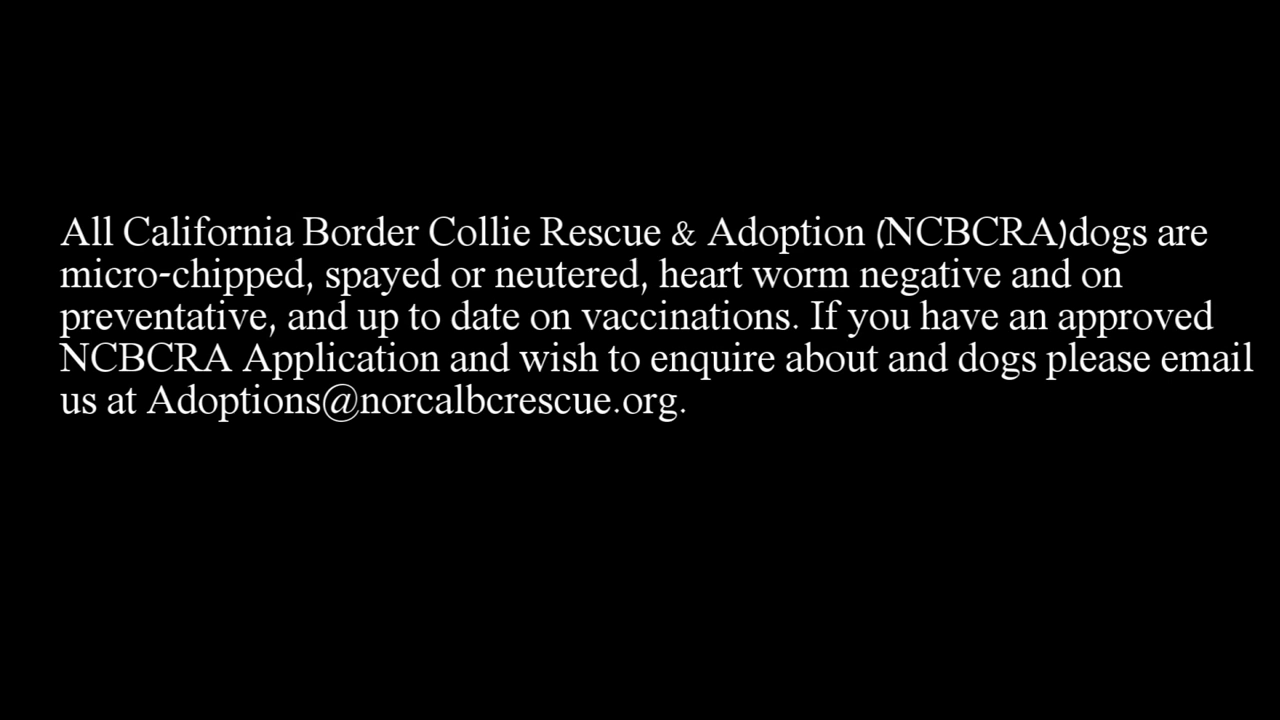 All California Border Collie Rescue & Adoption (NCBCRA)dogs are
micro-chipped, spayed or neutered, heart worm negative and on
preventative, and up to date on vaccinations. If you have an approved
NCBCRA Application and wish to enquire about and dogs please email
us at Adoptions@norcalbcrescue.org.